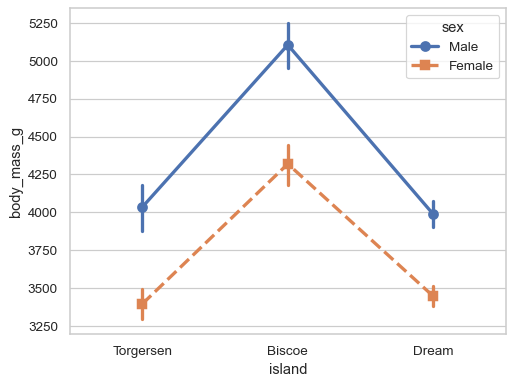 sex
Male
Female
5250
5000
4750
4500
4250
4000
3750
3500
3250
body_mass_g
Torgersen
Biscoe
Dream
island